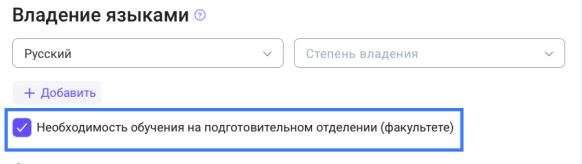 Владение языками ?
Русский
Степень владения
+ Добавить
Необходимость обучения на подготовительном отделении (факультете)